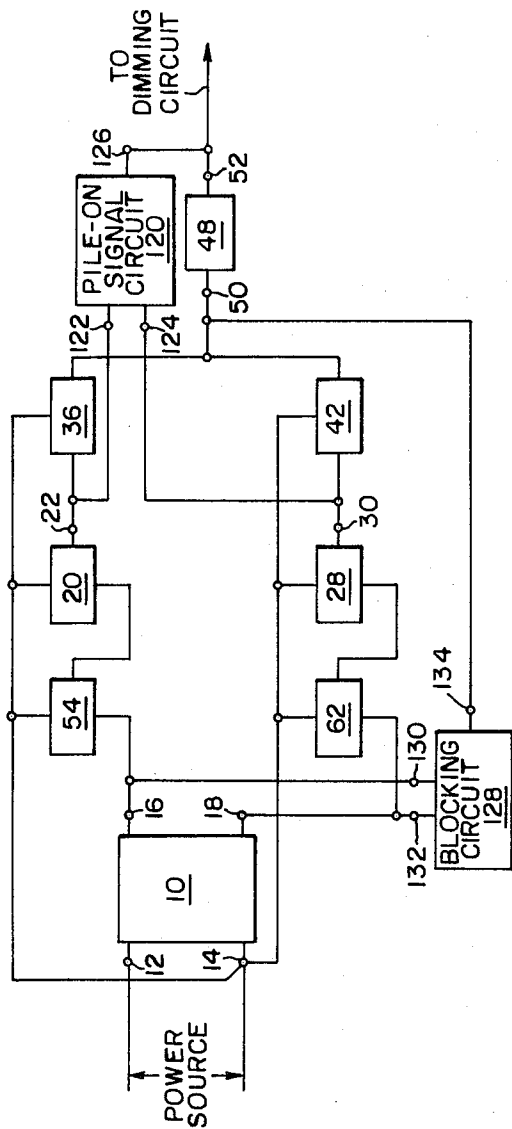 POWER
SOURCE
12
14
10
16
18
54
20
22
36
62
28
30
42
132
130
BLOCKING
CIRCUIT
128
134
122
124
PILE-ON
SIGNAL
CIRCUIT
120
126
50
48
52
TO
DIMMING
CIRCUIT